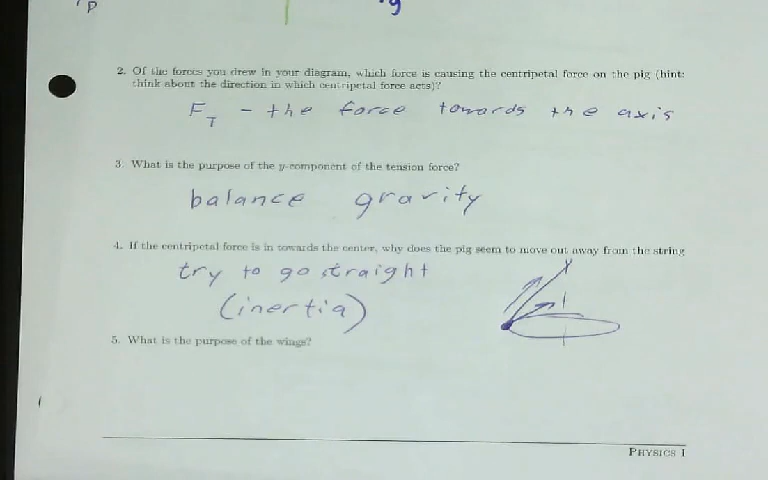 p
g
2. Of the forces you drew in your diagram, which force is causing the centripetal force on the pig (hint:
think about the direction in which centripetal force acts)?
F_T - the force towards the axis
3. What is the purpose of the y-component of the tension force?
balance gravity
4. If the centripetal force is in towards the center, why does the pig seem to move out away from the string
try to go straight
(inertia)
5. What is the purpose of the wings?
PHYSICS I